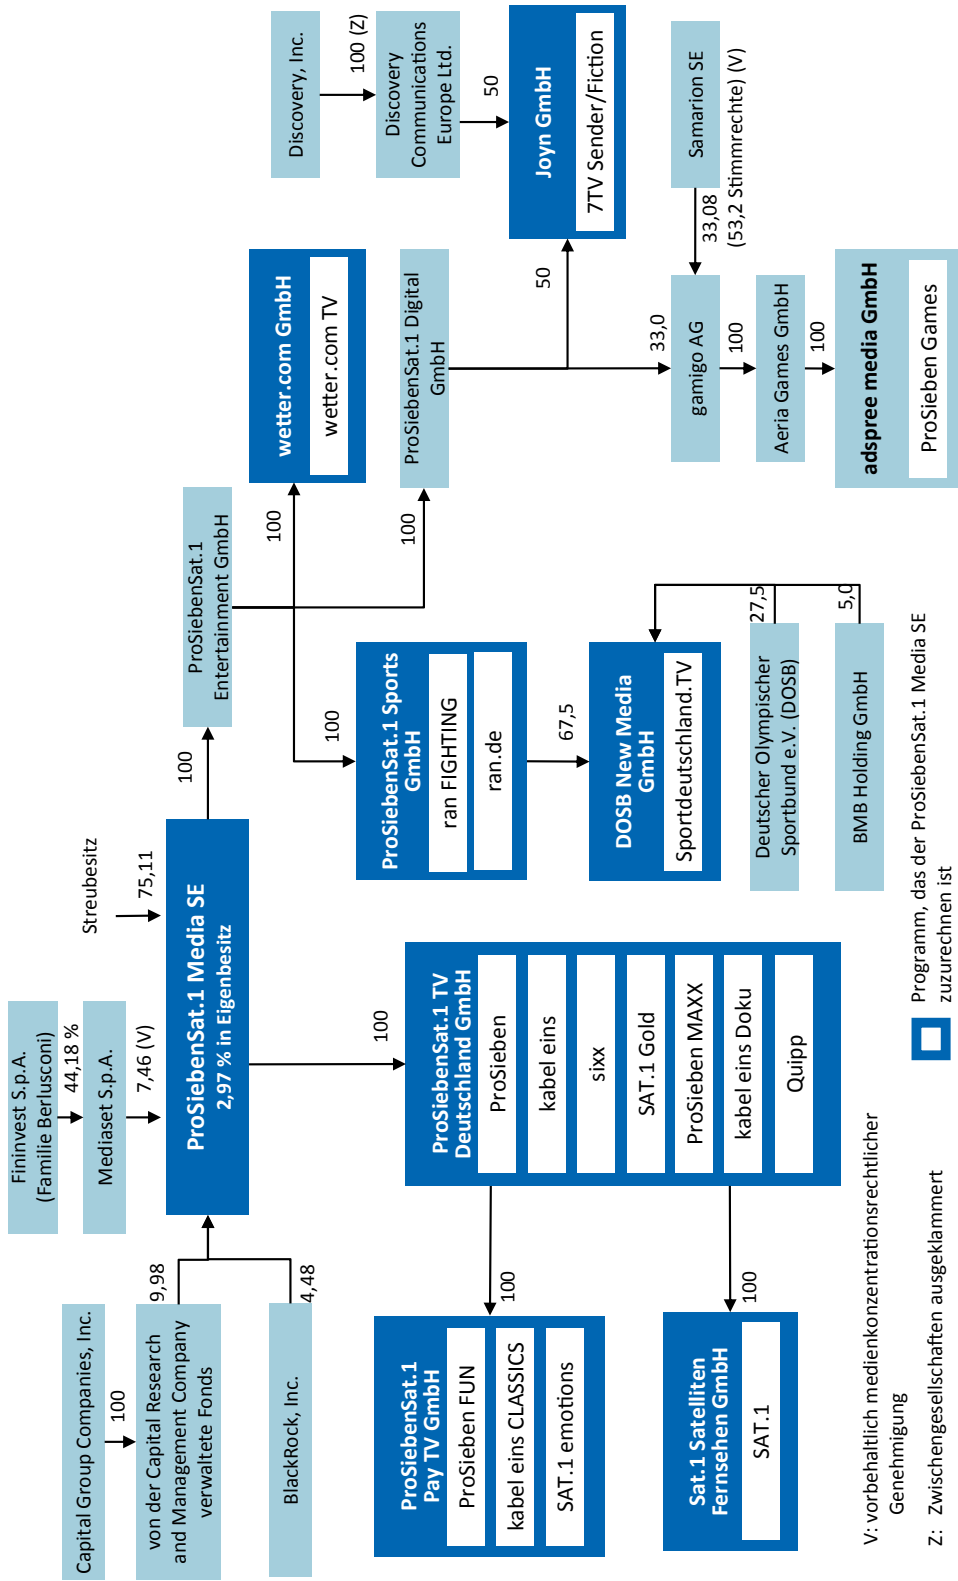 Capital Group Companies, Inc.
100
von der Capital Research
and Management Company
verwaltete Fonds
9,98
BlackRock, Inc.
4,48
Fininvest S.p.A.
(Familie Berlusconi)
44,18 %
Mediaset S.p.A.
7,46 (V)
Streubesitz
75,11
ProSiebenSat.1 Media SE
2,97 % in Eigenbesitz
100
ProSiebenSat.1
Entertainment GmbH
100
wetter.com GmbH
wetter.com TV
100
ProSiebenSat.1 Digital
GmbH
Discovery, Inc.
100 (Z)
Discovery
Communications
Europe Ltd.
50
Joyn GmbH
7TV Sender/Fiction
50
33,0
Samarion SE
33,08
(53,2 Stimmrechte) (V)
gamigo AG
100
Aeria Games GmbH
100
adspree media GmbH
ProSieben Games
100
ProSiebenSat.1 Sports
GmbH
ran FIGHTING
ran.de
67,5
DOSB New Media
GmbH
Sportdeutschland.TV
27,5
Deutscher Olympischer
Sportbund e.V. (DOSB)
5,0
BMB Holding GmbH
100
ProSiebenSat.1 TV
Deutschland GmbH
ProSieben
kabel eins
sixx
SAT.1 Gold
ProSieben MAXX
kabel eins Doku
Quipp
100
ProSiebenSat.1
Pay TV GmbH
ProSieben FUN
kabel eins CLASSICS
SAT.1 emotions
100
Sat.1 Satelliten
Fernsehen GmbH
SAT.1
V: vorbehaltlich medienkonzentrationsrechtlicher
Genehmigung
Z: Zwischengesellschaften ausgeklammert
Programm, das der ProSiebenSat.1 Media SE
zuzurechnen ist